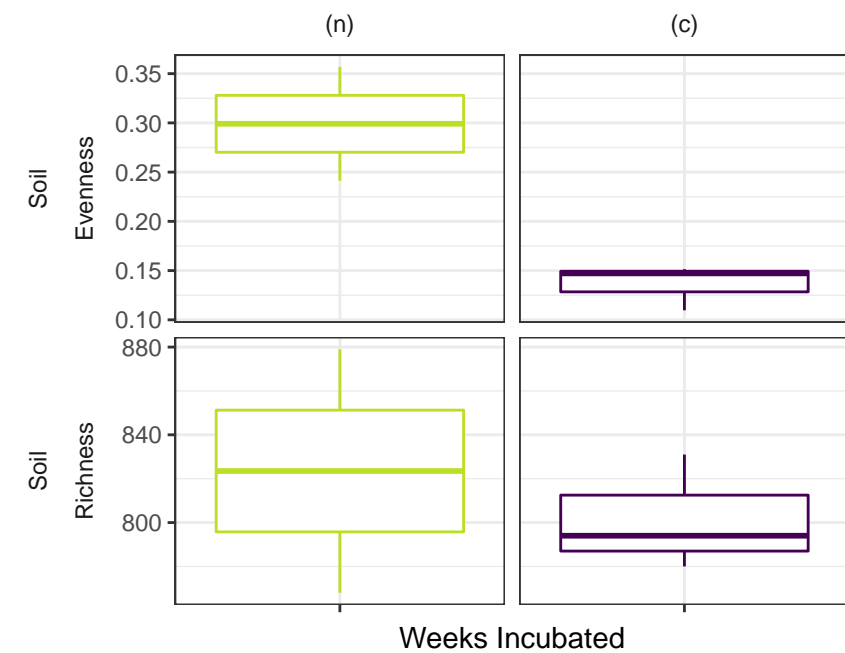 (n)
(c)
Soil
Evenness
0.35
0.30
0.25
0.20
0.15
0.10
Soil
Richness
880
840
800
Weeks Incubated